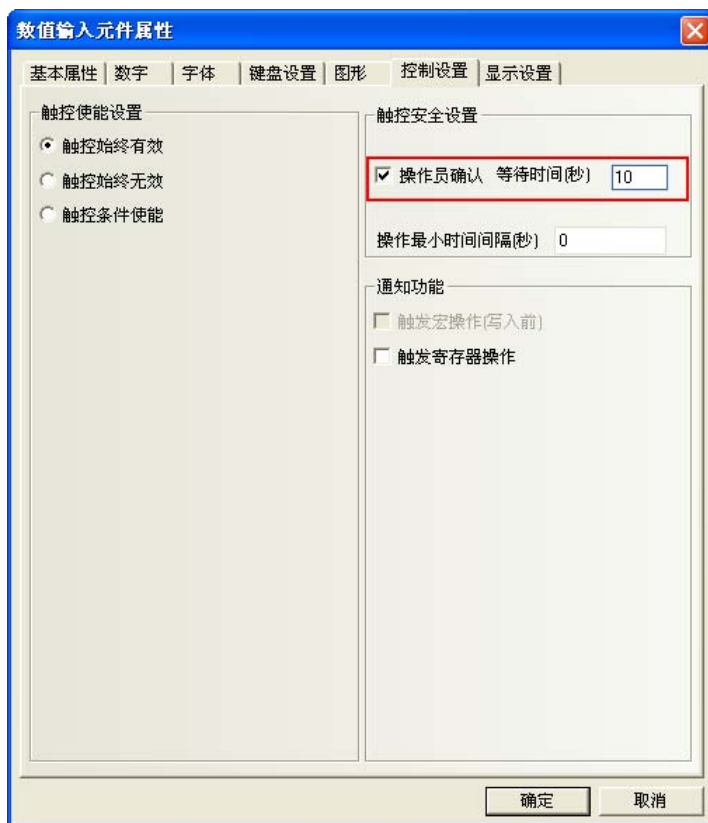 数值输入元件属性
基本属性 数字 字体 键盘设置 图形 控制设置 显示设置
触控使能设置
触控始终有效
触控始终无效
触控条件使能
触控安全设置
操作员确认 等待时间(秒) 10
操作最小时间间隔(秒) 0
通知功能
触发宏操作(写入前)
触发寄存器操作
确定 取消